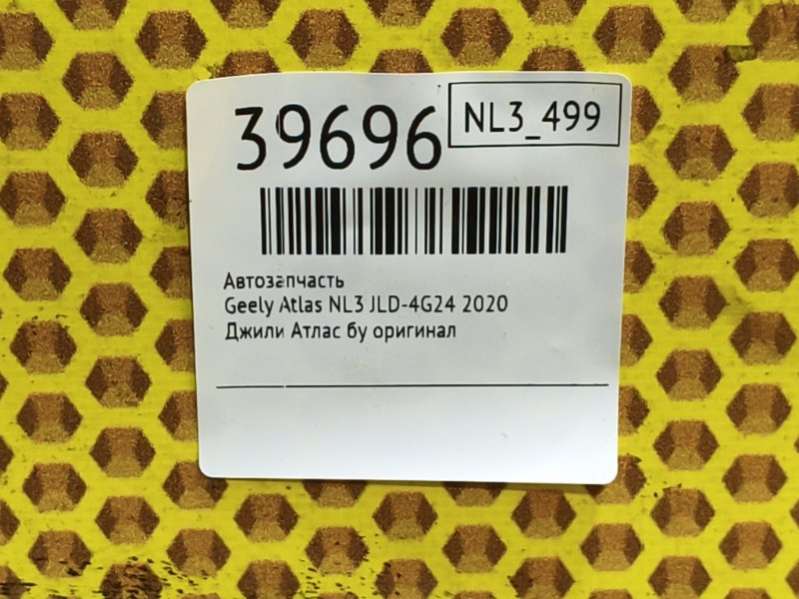 39696
NL3_499
Автозапчасть
Geely Atlas NL3 JLD-4G24 2020
Джили Атлас бу оригинал